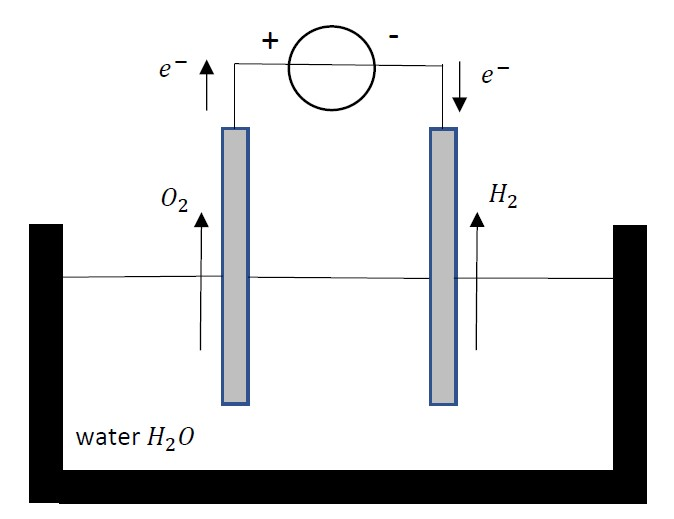 + -
e⁻ e⁻
O₂ H₂
water H₂O